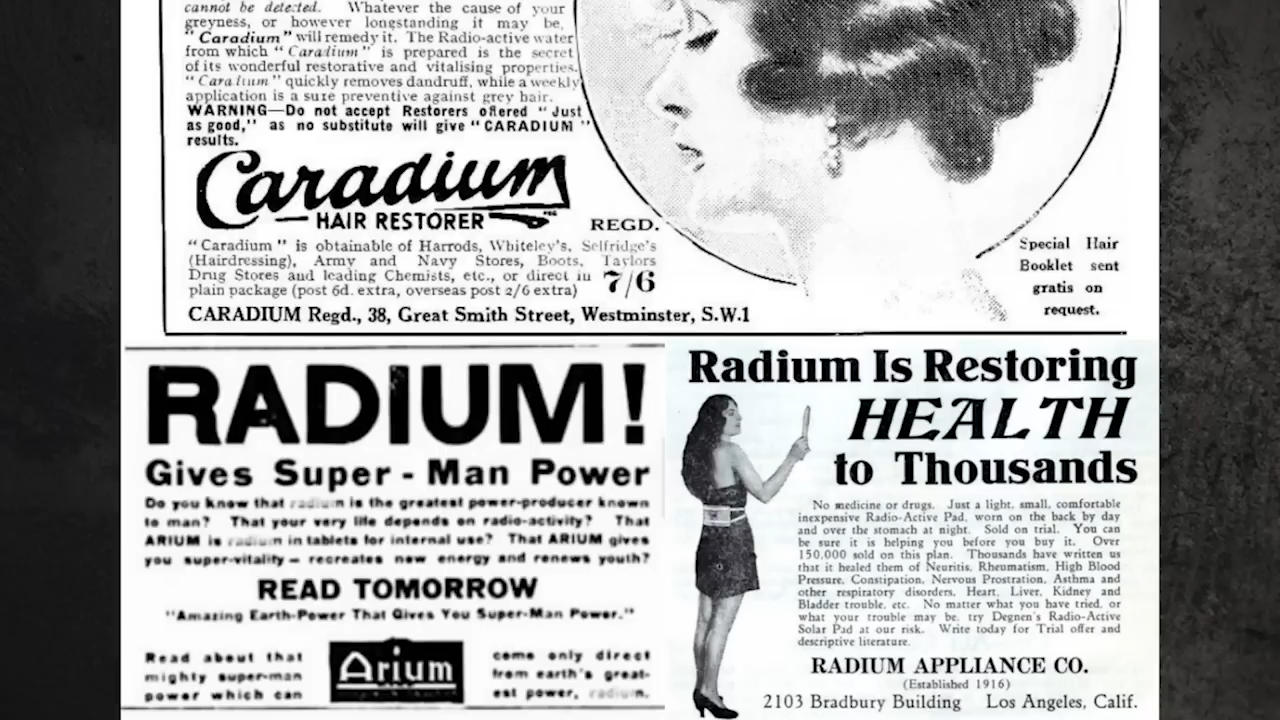 cannot be detected. Whatever the cause of your
greyness, or however longstanding it may be,
"Caradium" will remedy it. The Radio-active water
from which "Caradium" is prepared is the secret
of its wonderful restorative and vitalising properties.
"Caradium" quickly removes dandruff, while a weekly
application is a sure preventive against grey hair.
WARNING—Do not accept Restorers offered "Just
as good," as no substitute will give "CARADIUM"
results.
Caradium
HAIR RESTORER
REGD.
"Caradium" is obtainable of Harrods, Whiteley's, Selfridge's
(Hairdressing), Army and Navy Stores, Boots, Taylors
Drug Stores and leading Chemists, etc., or direct in
plain package (post 6d. extra, overseas post 2/6 extra)
7/6
CARADIUM Regd., 38, Great Smith Street, Westminster, S.W.1
Special Hair
Booklet sent
gratis on
request.
RADIUM!
Gives Super-Man Power
Do you know that radium is the greatest power-producer known
to man? That your very life depends on radio-activity? That
ARIUM is radium in tablets for internal use? That ARIUM gives
you super-vitality — recreates new energy and renews youth?
READ TOMORROW
"Amazing Earth-Power That Gives You Super-Man Power."
Read about that
mighty super-man
power which can
Arium
come only direct
from earth's great-
est power, radium.
Radium Is Restoring
HEALTH
to Thousands
No medicine or drugs. Just a light, small, comfortable
inexpensive Radio-Active Pad, worn on the back by day
and over the stomach at night. Sold on trial. You can
be sure it is helping you before you buy it. Over
150,000 sold on this plan. Thousands have written us
that it healed them of Neuritis, Rheumatism, High Blood
Pressure, Constipation, Nervous Prostration, Asthma and
other respiratory disorders, Heart, Liver, Kidney and
Bladder trouble, etc. No matter what you have tried, or
what your trouble may be, try Degnen's Radio-Active
Solar Pad at our risk. Write today for Trial offer and
descriptive literature.
RADIUM APPLIANCE CO.
(Established 1916)
2103 Bradbury Building Los Angeles, Calif.